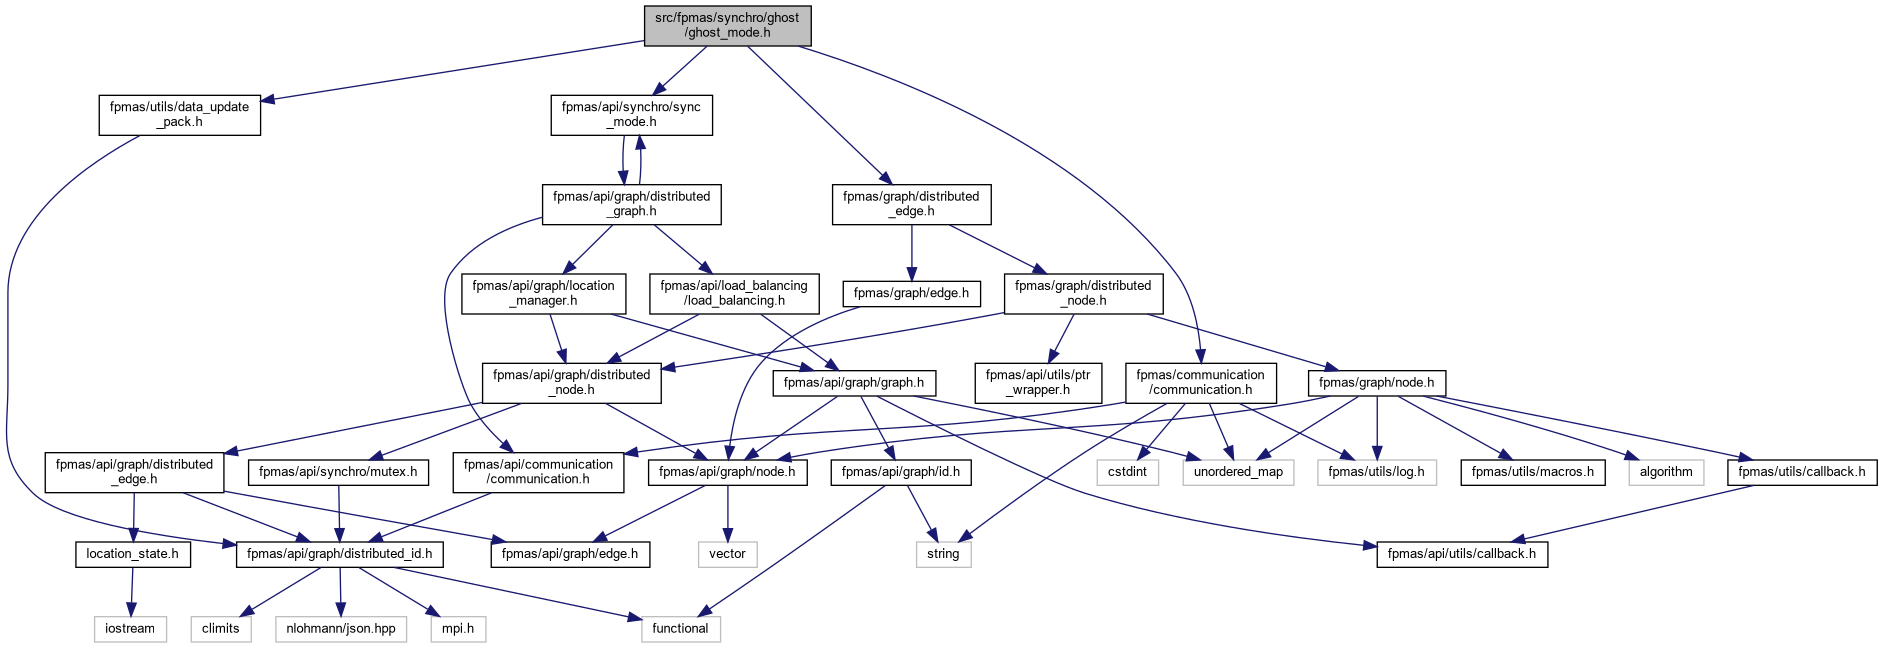 src/fpmas/synchro/ghost
/ghost_mode.h
fpmas/utils/data_update
_pack.h
fpmas/api/synchro/sync
_mode.h
fpmas/api/graph/distributed
_graph.h
fpmas/graph/distributed
_edge.h
fpmas/api/graph/location
_manager.h
fpmas/api/load_balancing
/load_balancing.h
fpmas/graph/edge.h
fpmas/graph/distributed
_node.h
fpmas/api/graph/distributed
_node.h
fpmas/api/graph/graph.h
fpmas/api/utils/ptr
_wrapper.h
fpmas/communication
/communication.h
fpmas/graph/node.h
fpmas/api/graph/distributed
_edge.h
fpmas/api/synchro/mutex.h
fpmas/api/communication
/communication.h
fpmas/api/graph/node.h
fpmas/api/graph/id.h
cstdint
unordered_map
fpmas/utils/log.h
fpmas/utils/macros.h
algorithm
fpmas/utils/callback.h
location_state.h
fpmas/api/graph/distributed_id.h
fpmas/api/graph/edge.h
vector
string
fpmas/api/utils/callback.h
iostream
climits
nlohmann/json.hpp
mpi.h
functional